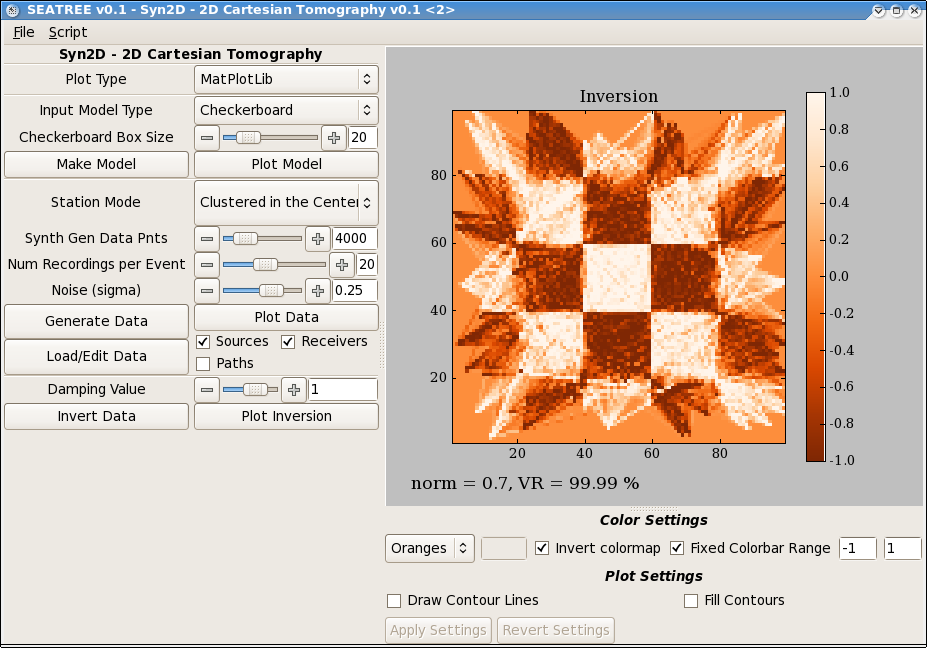 SEATREE v0.1 - Syn2D - 2D Cartesian Tomography v0.1 <2>
File Script
Syn2D - 2D Cartesian Tomography
Plot Type MatPlotLib
Input Model Type Checkerboard
Checkerboard Box Size 20
Make Model Plot Model
Station Mode Clustered in the Center
Synth Gen Data Pnts 4000
Num Recordings per Event 20
Noise (sigma) 0.25
Generate Data Plot Data
Sources Receivers
Load/Edit Data
Paths
Damping Value 1
Invert Data Plot Inversion
Inversion
80
60
40
20
20 40 60 80
1.0
0.8
0.6
0.4
0.2
0.0
-0.2
-0.4
-0.6
-0.8
-1.0
norm = 0.7, VR = 99.99 %
Color Settings
Oranges Invert colormap Fixed Colorbar Range -1 1
Plot Settings
Draw Contour Lines Fill Contours
Apply Settings Revert Settings